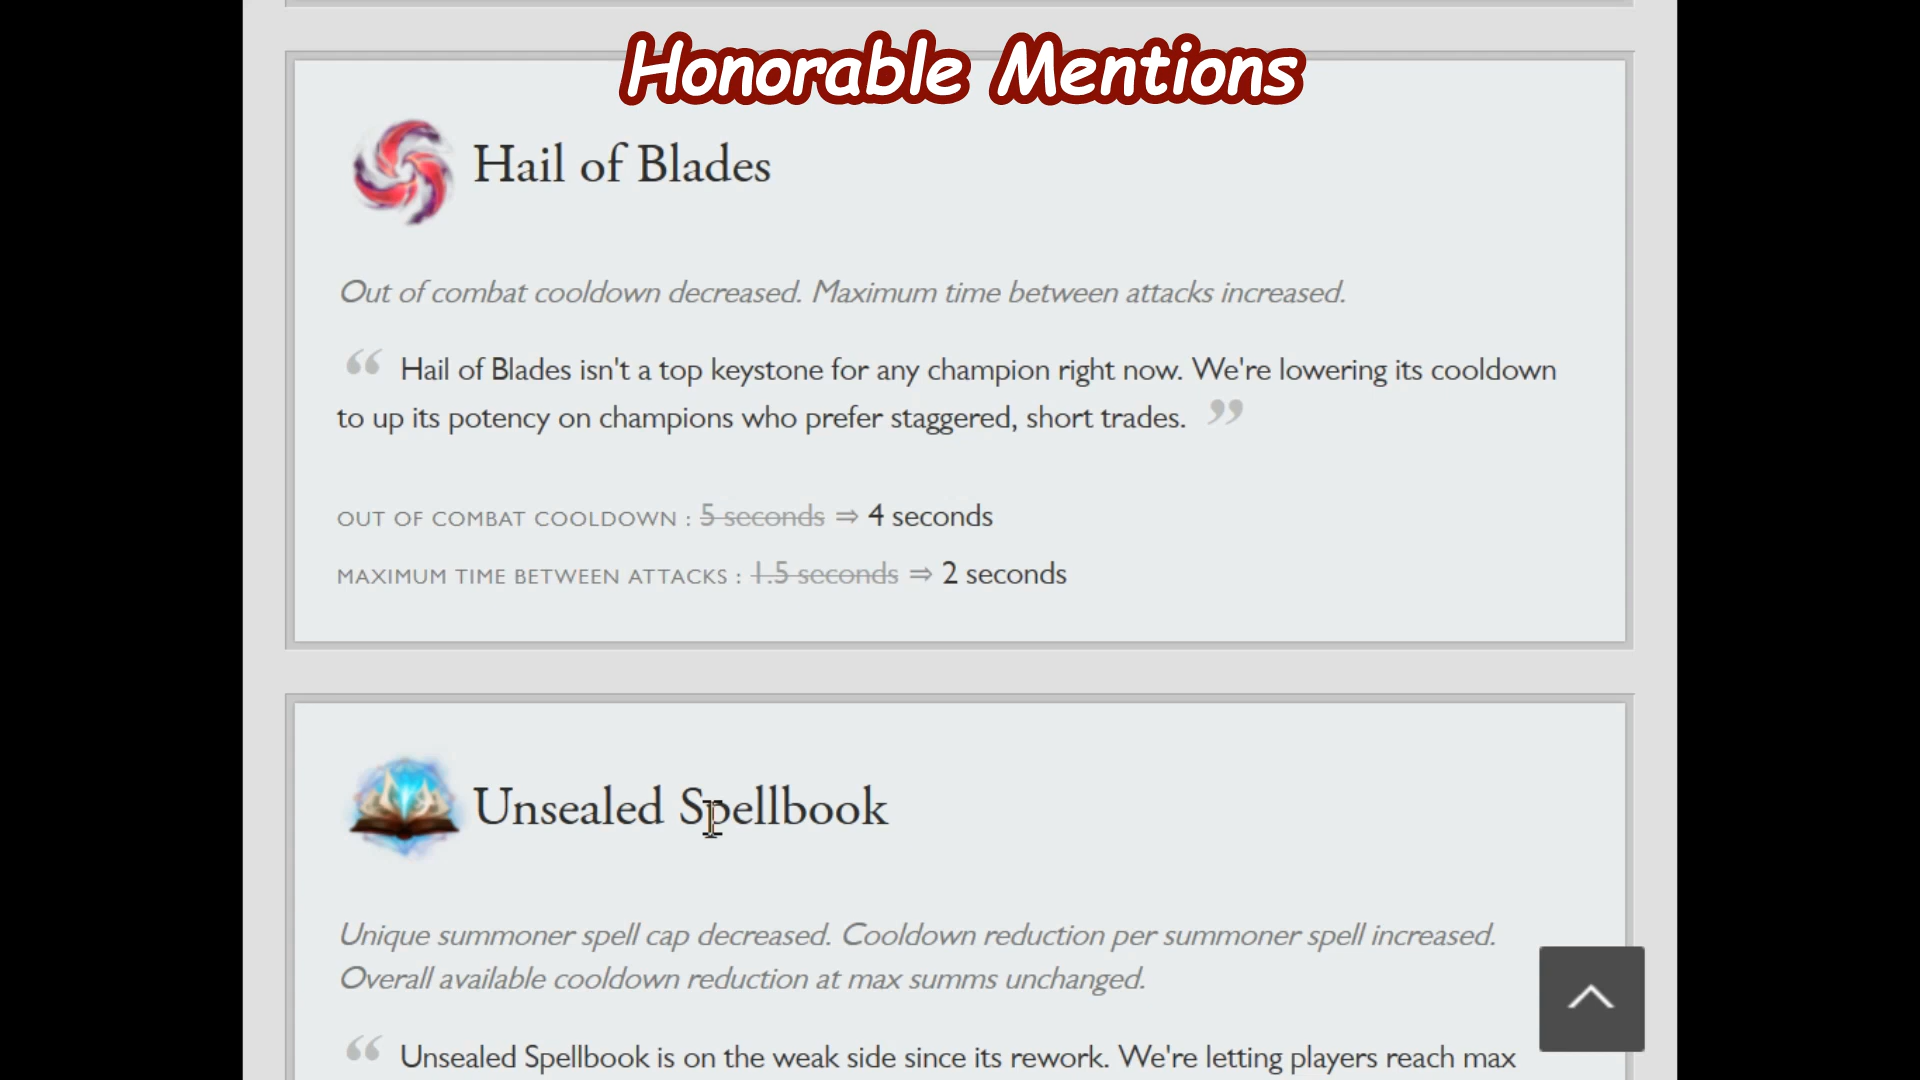 Honorable Mentions
Hail of Blades
Out of combat cooldown decreased. Maximum time between attacks increased.
“ Hail of Blades isn't a top keystone for any champion right now. We're lowering its cooldown
to up its potency on champions who prefer staggered, short trades. ”
OUT OF COMBAT COOLDOWN : 5 seconds ⇒ 4 seconds
MAXIMUM TIME BETWEEN ATTACKS : 1.5 seconds ⇒ 2 seconds
Unsealed Spellbook
Unique summoner spell cap decreased. Cooldown reduction per summoner spell increased.
Overall available cooldown reduction at max summs unchanged.
“ Unsealed Spellbook is on the weak side since its rework. We're letting players reach max